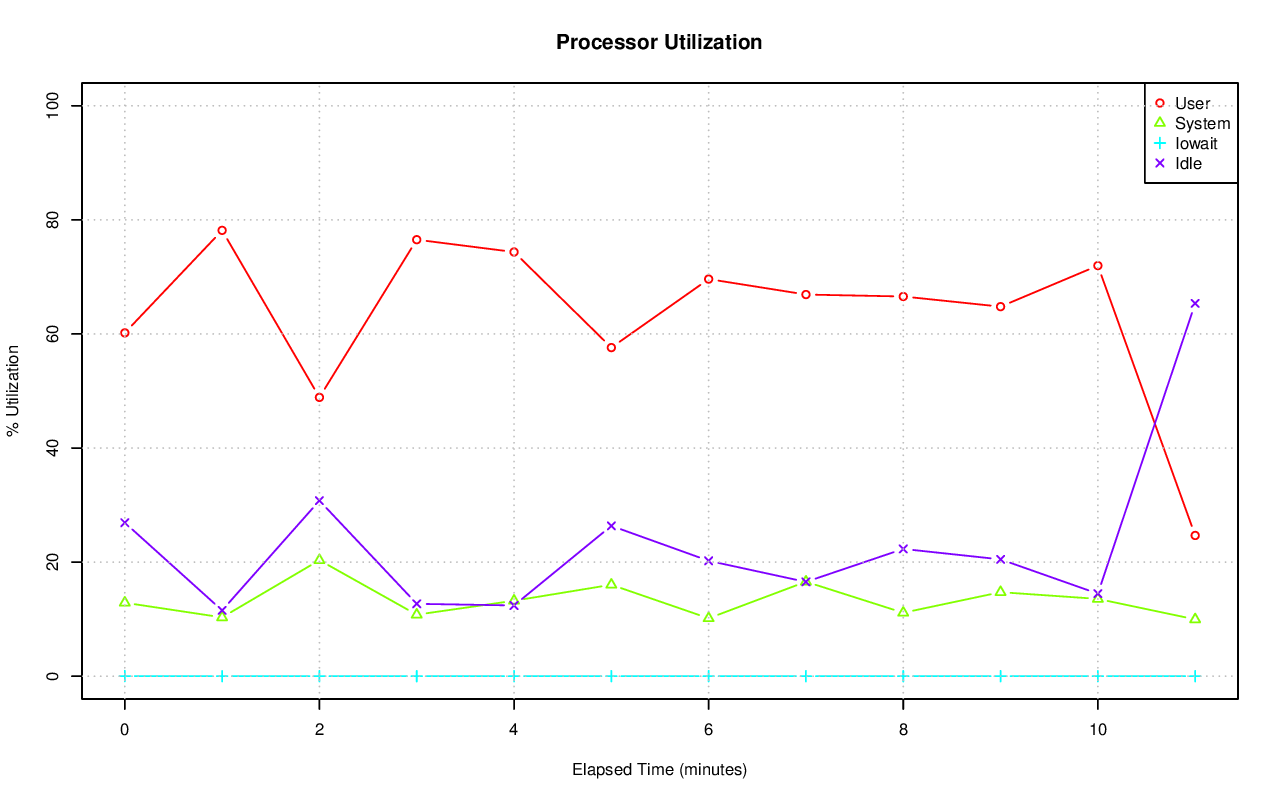 Processor Utilization
100
80
60
40
20
0
% Utilization
User
System
Iowait
Idle
0 2 4 6 8 10
Elapsed Time (minutes)